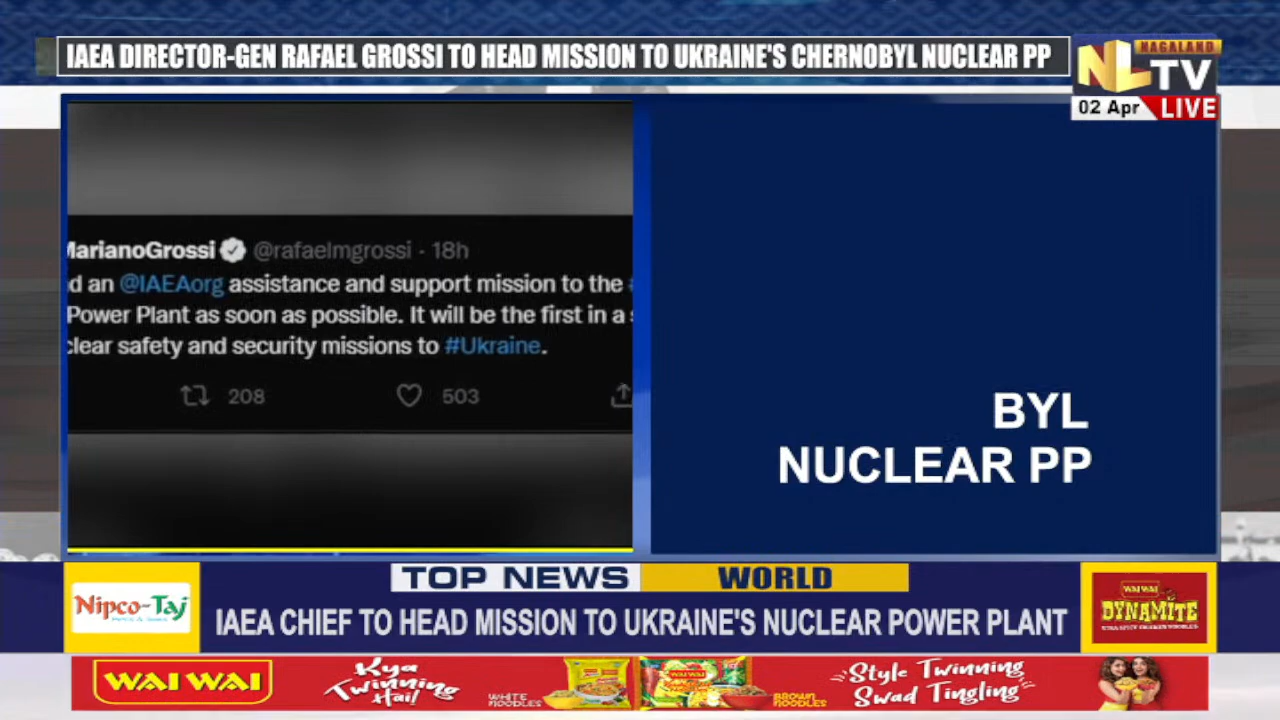 IAEA DIRECTOR-GEN RAFAEL GROSSI TO HEAD MISSION TO UKRAINE'S CHERNOBYL NUCLEAR PP
NAGALAND
NLTV
02 Apr LIVE
MarianoGrossi @rafaelmgrossi · 18h
d an @IAEAorg assistance and support mission to the #
Power Plant as soon as possible. It will be the first in a s
clear safety and security missions to #Ukraine.
208 503
BYL
NUCLEAR PP
TOP NEWS WORLD
Nipco-Taj
IAEA CHIEF TO HEAD MISSION TO UKRAINE'S NUCLEAR POWER PLANT
WAI WAI
DYNAMITE
WAI WAI
Kya
Twinning
Hai!
WHITE
NOODLES
BROWN
NOODLES
Style Twinning
Swad Tingling